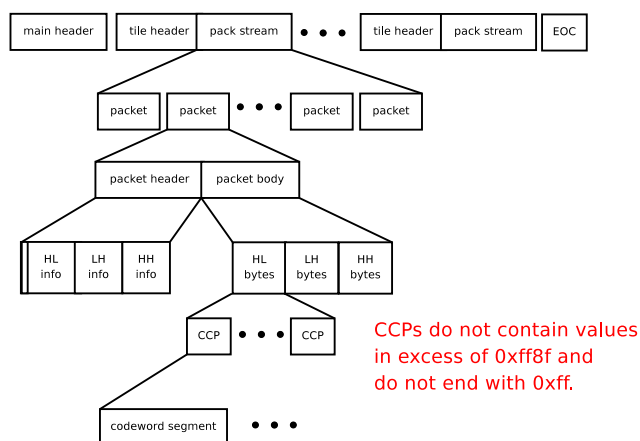 main header tile header pack stream tile header pack stream EOC
packet packet packet packet
packet header packet body
HL info LH info HH info HL bytes LH bytes HH bytes
CCP CCP
CCPs do not contain values
in excess of 0xff8f and
do not end with 0xff.
codeword segment